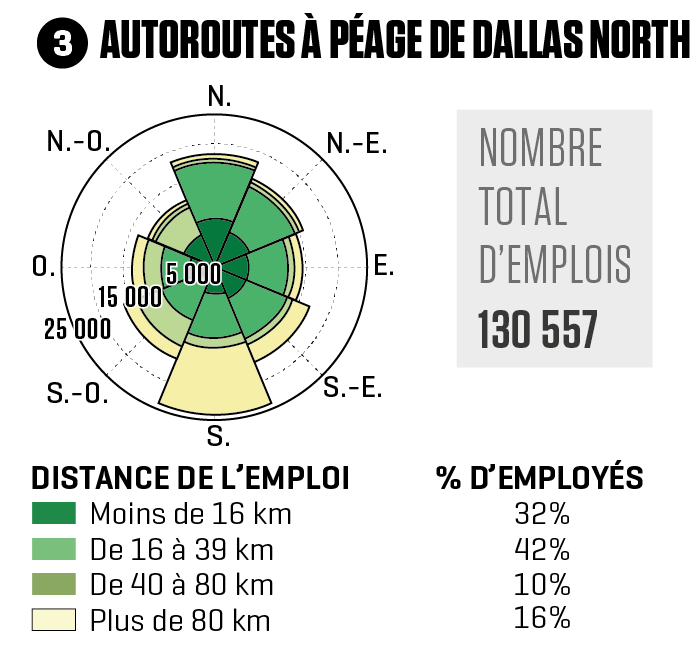 3 AUTOROUTES À PÉAGE DE DALLAS NORTH
N.
N.-O.
N.-E.
O.
E.
5.000
15 000
25 000
S.-O.
S.-E.
S.
NOMBRE
TOTAL
D'EMPLOIS
130 557
DISTANCE DE L'EMPLOI % D'EMPLOYÉS
Moins de 16 km 32%
De 16 à 39 km 42%
De 40 à 80 km 10%
Plus de 80 km 16%